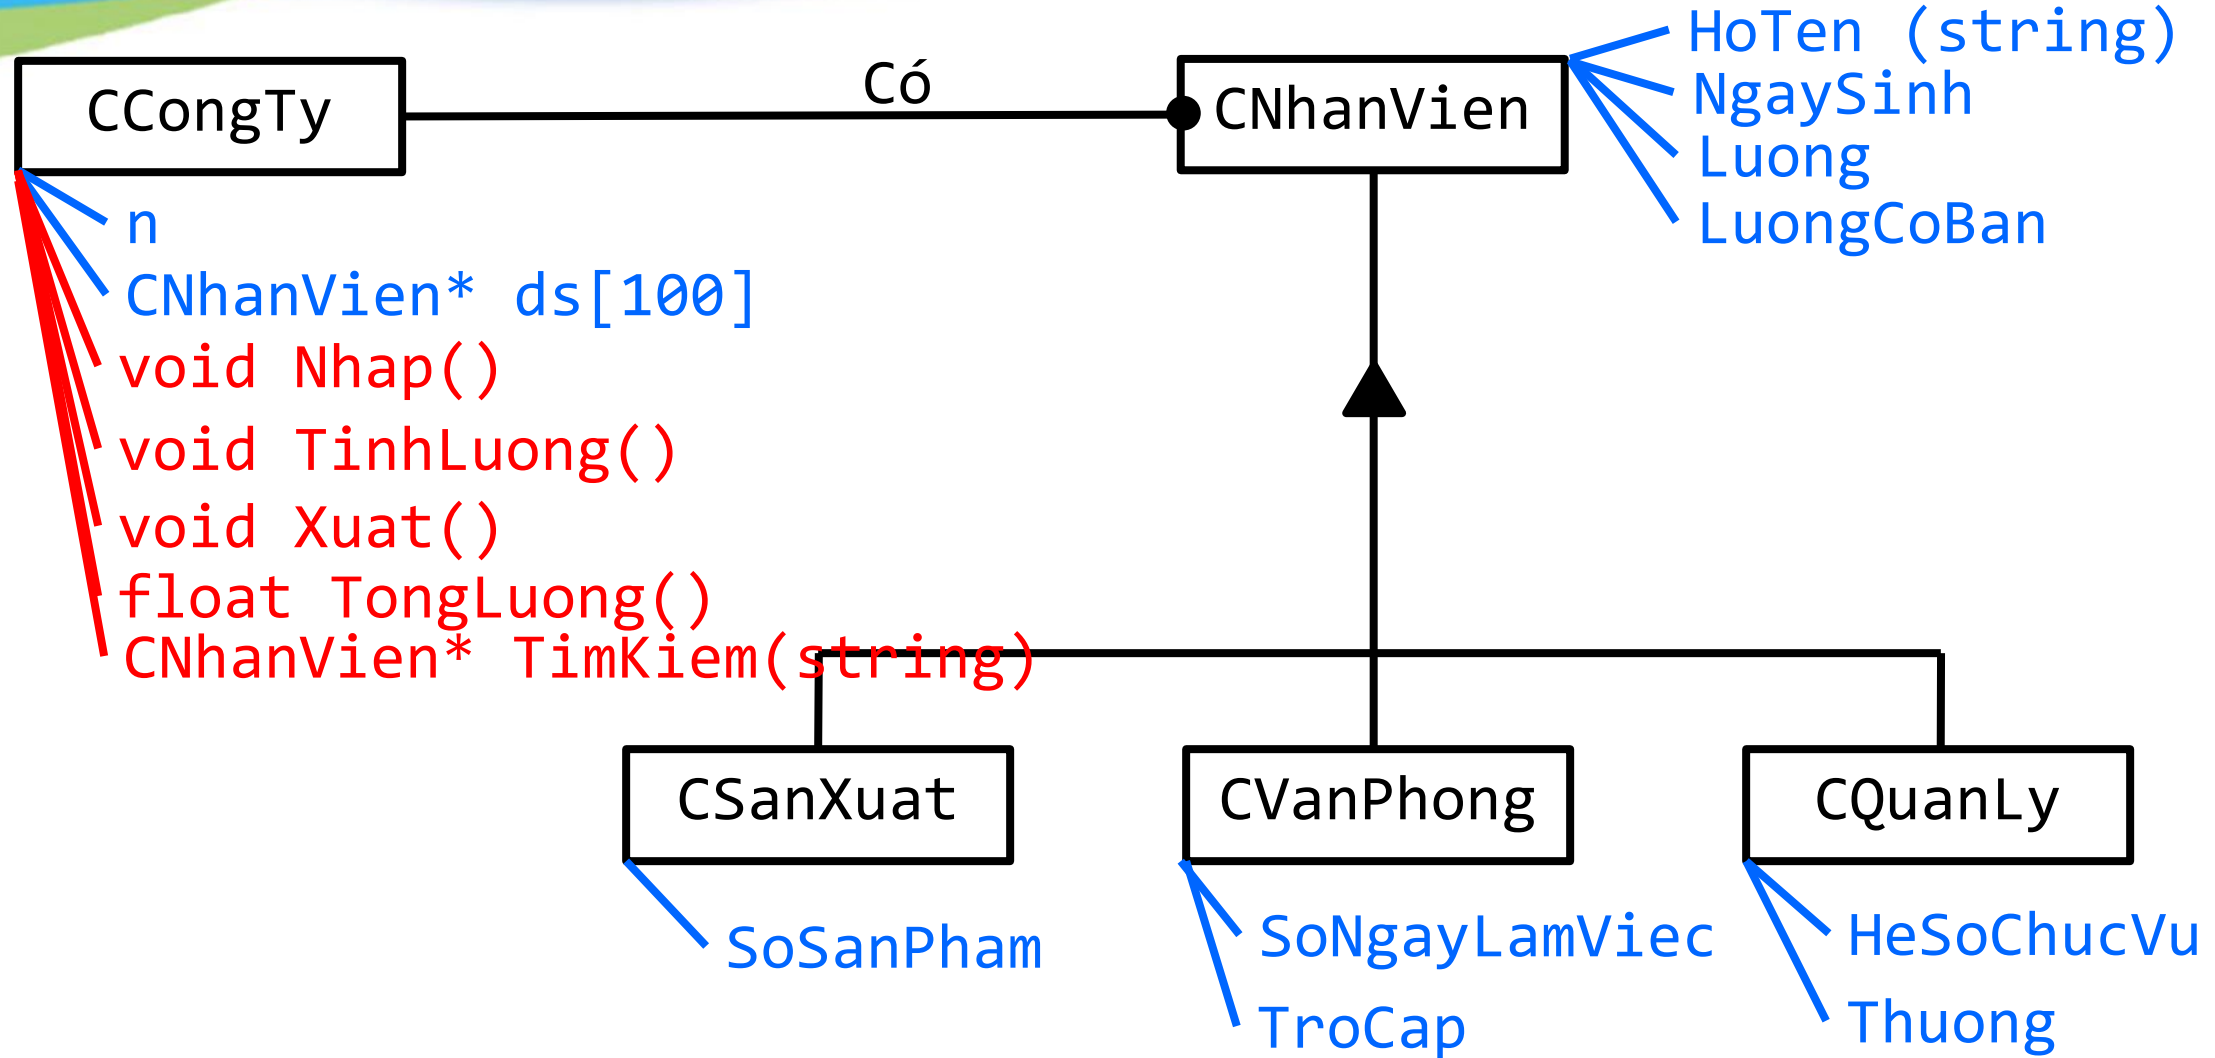 CCongTy
Có
CNhanVien
HoTen (string)
NgaySinh
Luong
LuongCoBan
n
CNhanVien* ds[100]
void Nhap()
void TinhLuong()
void Xuat()
float TongLuong()
CNhanVien* TimKiem(string)
CSanXuat
CVanPhong
CQuanLy
SoSanPham
SoNgayLamViec
TroCap
HeSoChucVu
Thuong